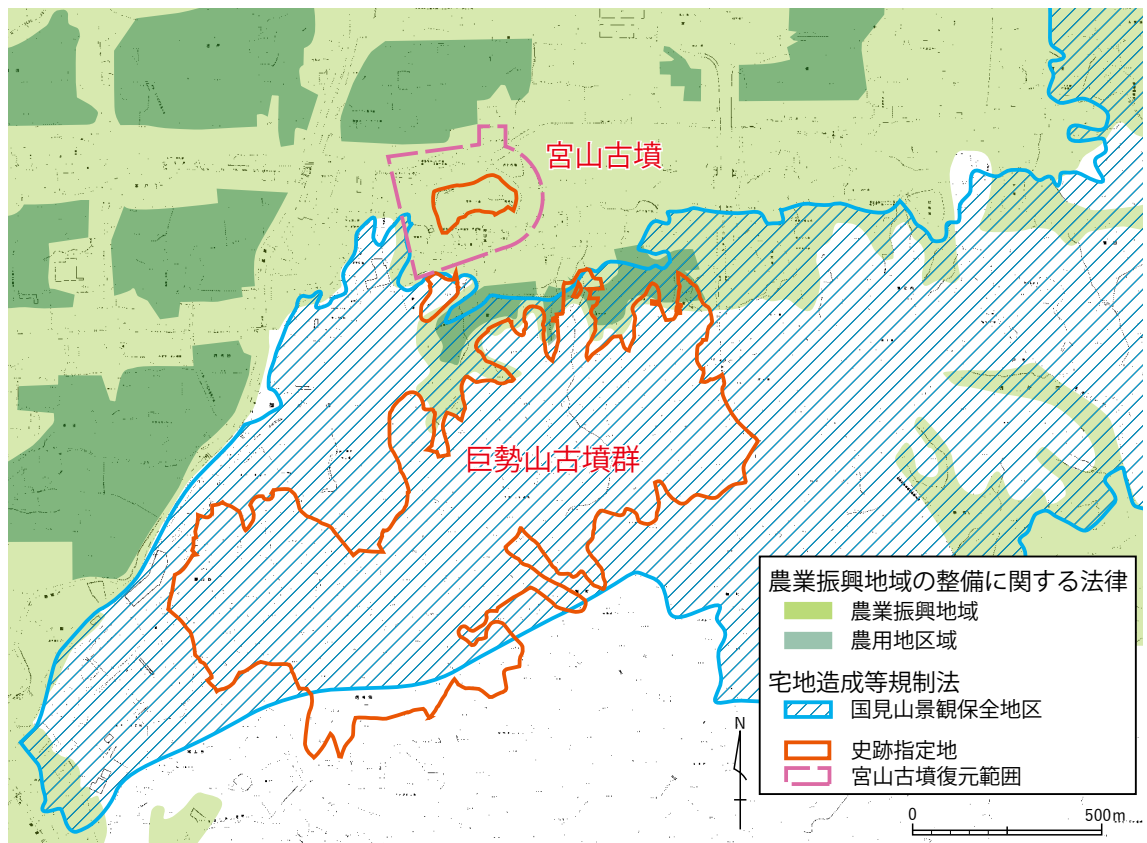 宮山古墳
巨勢山古墳群
農業振興地域の整備に関する法律
農業振興地域
農用地区域
宅地造成等規制法
国見山景観保全地区
史跡指定地
宮山古墳復元範囲
N
0 500m